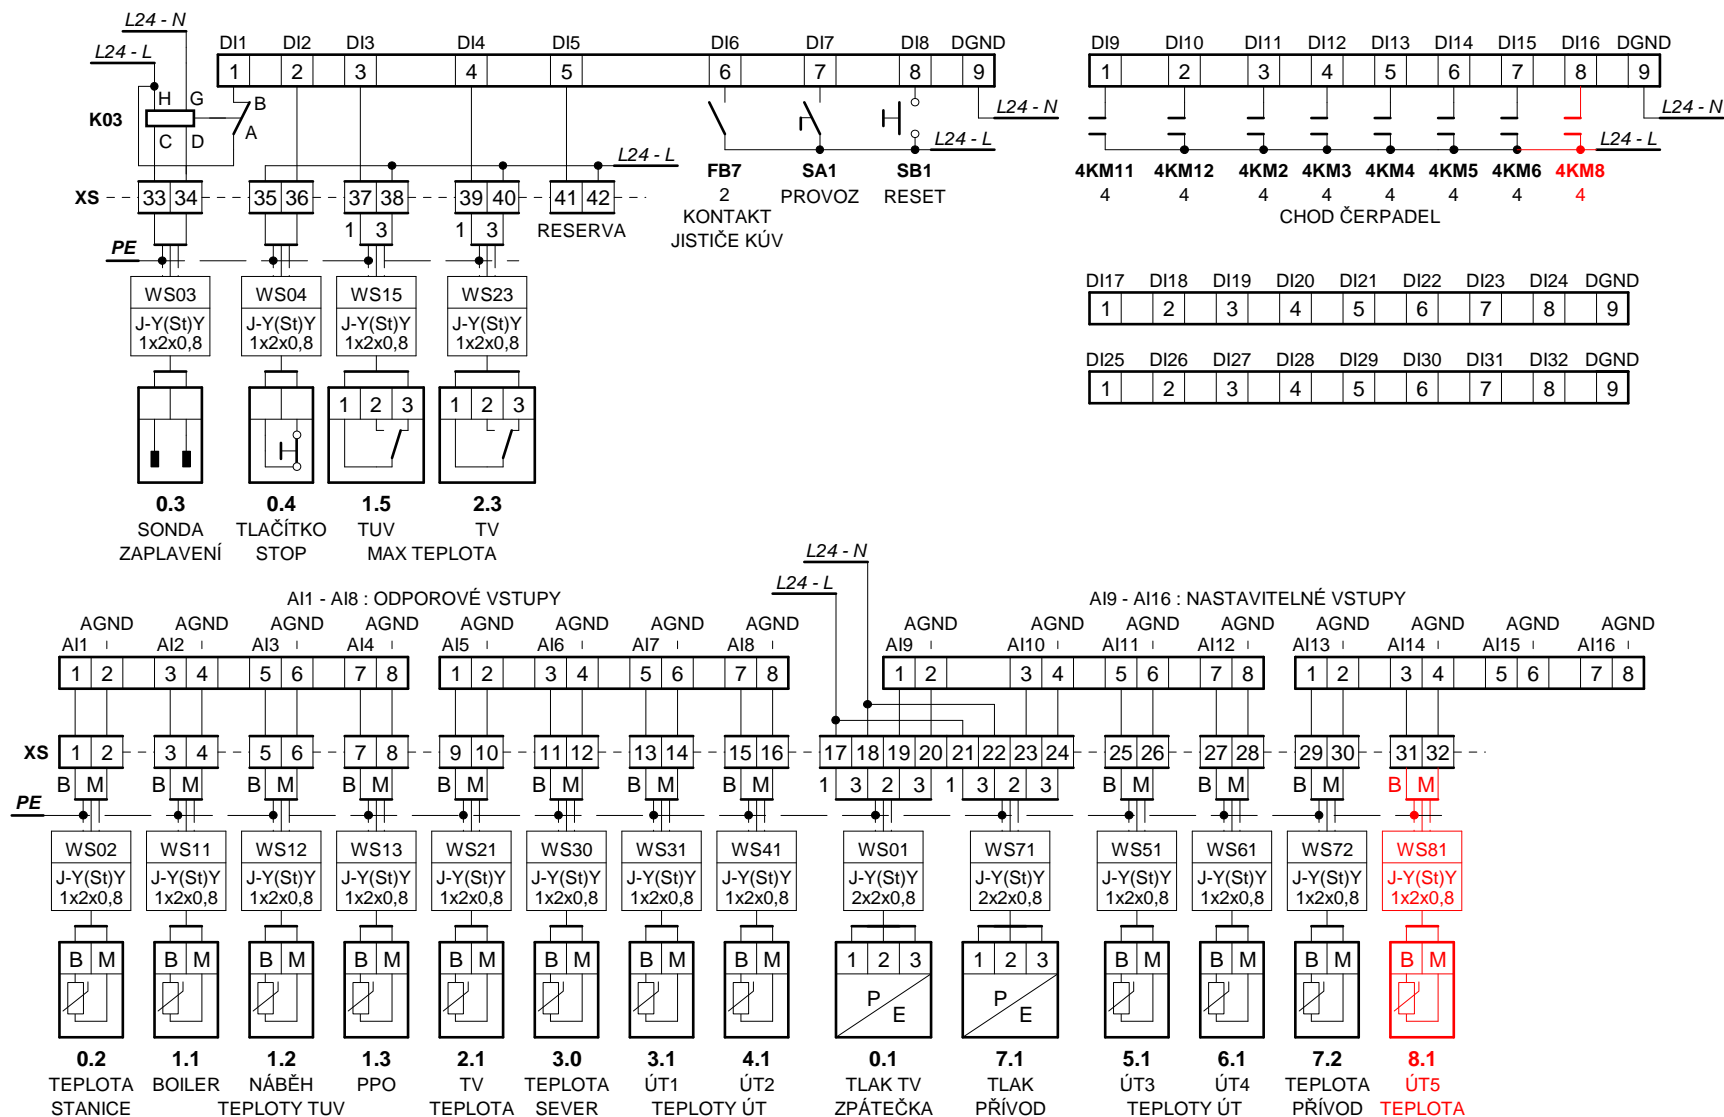 L24 - N
L24 - L
DI1 DI2 DI3 DI4 DI5 DI6 DI7 DI8 DGND
1 2 3 4 5 6 7 8 9
DI9 DI10 DI11 DI12 DI13 DI14 DI15 DI16 DGND
1 2 3 4 5 6 7 8 9
H G B
K03
C D A
L24 - N
L24 - L
L24 - N
L24 - L
L24 - L
XS 33 34 35 36 37 38 39 40 41 42
1 3 1 3 RESERVA
FB7 SA1 SB1
2 PROVOZ RESET
KONTAKT
JISTIČE KÚV
4KM11 4KM12 4KM2 4KM3 4KM4 4KM5 4KM6 4KM8
4 4 4 4 4 4 4 4
CHOD ČERPADEL
PE
WS03 WS04 WS15 WS23
J-Y(St)Y J-Y(St)Y J-Y(St)Y J-Y(St)Y
1x2x0,8 1x2x0,8 1x2x0,8 1x2x0,8
DI17 DI18 DI19 DI20 DI21 DI22 DI23 DI24 DGND
1 2 3 4 5 6 7 8 9
DI25 DI26 DI27 DI28 DI29 DI30 DI31 DI32 DGND
1 2 3 4 5 6 7 8 9
1 2 3 1 2 3
0.3 0.4 1.5 2.3
SONDA TLAČÍTKO TUV TV
ZAPLAVENÍ STOP MAX TEPLOTA
L24 - N
L24 - L
AI1 - AI8 : ODPOROVÉ VSTUPY
AI9 - AI16 : NASTAVITELNÉ VSTUPY
AGND AGND AGND AGND AGND AGND AGND AGND AGND AGND AGND AGND AGND AGND AGND AGND
AI1 AI2 AI3 AI4 AI5 AI6 AI7 AI8 AI9 AI10 AI11 AI12 AI13 AI14 AI15 AI16
1 2 3 4 5 6 7 8 1 2 3 4 5 6 7 8 1 2 3 4 5 6 7 8 1 2 3 4 5 6 7 8
XS 1 2 3 4 5 6 7 8 9 10 11 12 13 14 15 16 17 18 19 20 21 22 23 24 25 26 27 28 29 30 31 32
B M B M B M B M B M B M B M B M 1 3 2 3 1 3 2 3 B M B M B M B M
PE
WS02 WS11 WS12 WS13 WS21 WS30 WS31 WS41 WS01 WS71 WS51 WS61 WS72 WS81
J-Y(St)Y J-Y(St)Y J-Y(St)Y J-Y(St)Y J-Y(St)Y J-Y(St)Y J-Y(St)Y J-Y(St)Y J-Y(St)Y J-Y(St)Y J-Y(St)Y J-Y(St)Y J-Y(St)Y J-Y(St)Y
1x2x0,8 1x2x0,8 1x2x0,8 1x2x0,8 1x2x0,8 1x2x0,8 1x2x0,8 1x2x0,8 2x2x0,8 2x2x0,8 1x2x0,8 1x2x0,8 1x2x0,8 1x2x0,8
B M B M B M B M B M B M B M B M 1 2 3 1 2 3 B M B M B M B M
P E P E
0.2 1.1 1.2 1.3 2.1 3.0 3.1 4.1 0.1 7.1 5.1 6.1 7.2 8.1
TEPLOTA BOILER NÁBĚH PPO TV TEPLOTA ÚT1 ÚT2 TLAK TV TLAK ÚT3 ÚT4 TEPLOTA ÚT5
STANICE TEPLOTY TUV TEPLOTA SEVER TEPLOTY ÚT ZPÁTEČKA PŘÍVOD TEPLOTY ÚT PŘÍVOD TEPLOTA